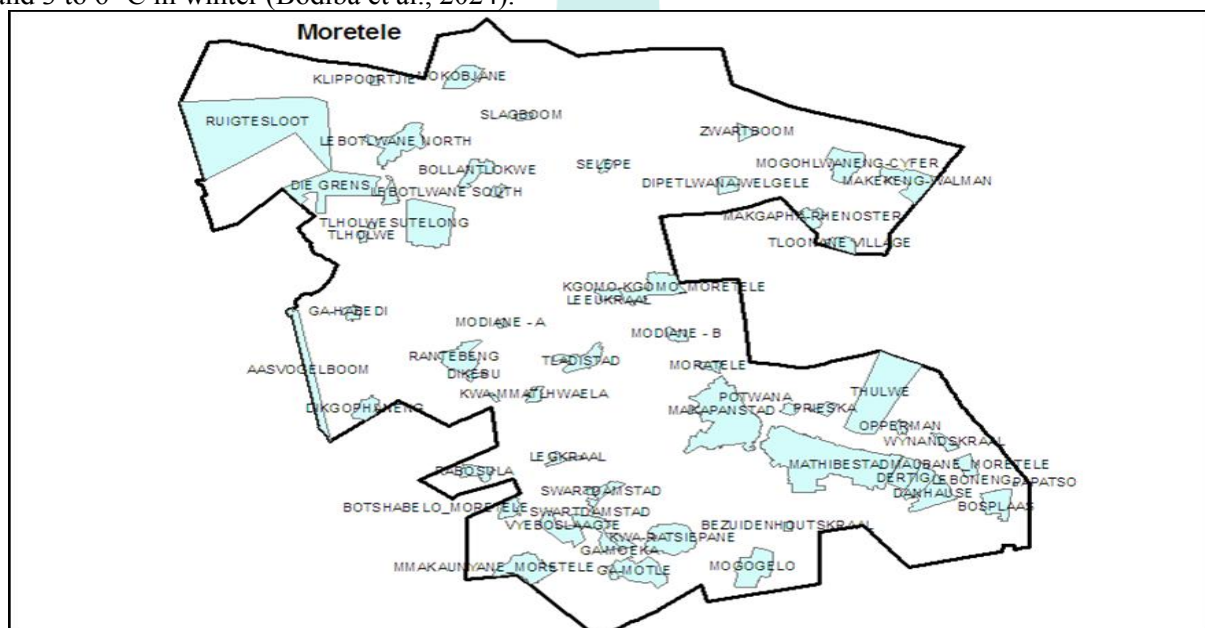 and 5 to 6 °C in winter (Bodiba et al., 2024).
Moretele
KLIPPOORTJIE
MOKOBJANE
SLAGBOOM
RUIGTESLOOT
ZWARTBOOM
LEBOTLWANE NORTH
MOGOHLWANENG-CYFER
SELEPE
BOLLANTLOKWE
DIE GRENS
LEBOTLWANE SOUTH
DIPETLWANA-WELGELE
MAKEKENG-WALMAN
MAKGAPHA-RHENOSTER
TLHOLWE SUTELONG
TLHOLWE
TLOONANE VILLAGE
KGOMO-KGOMO_MORETELE
LEEUKRAAL
GA-HABEDI
MODIANE - A
MODIANE - B
RANTEBENG
TLADISTAD
AASVOGELBOOM
DIKEBU
MORATELE
DIKGOPHANENG
KWA-MMATLHWAELA
POTWANA
THULWE
MAKAPANSTAD
PRIESKA
OPPERMAN
WYNANDSKRAAL
LEGKRAAL
RABOSULA
MATHIBESTAD
MAUBANE_MORETELE
DERTIG
LEBONENG
PAPATSO
SWARTDAMSTAD
DANHAUSE
BOTSHABELO_MORETELE
SWARTDAMSTAD
BOSPLAAS
VYEBOSLAAGTE
BEZUIDENHOUTSKRAAL
KWA-RATSIEPANE
GA-MOEKA
MMAKAUNYANE_MORETELE
GA-MOTLE
MOGOGELO